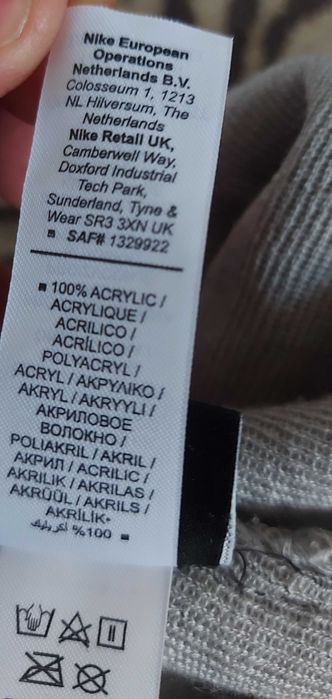 Nike European
Operations
Netherlands B.V.
Colosseum 1, 1213
NL Hilversum, The
Netherlands
Nike Retail UK,
Camberwell Way,
Doxford Industrial
Tech Park,
Sunderland, Tyne &
Wear SR3 3XN UK
SAF# 1329922
100% ACRYLIC /
ACRYLIQUE /
ACRILICO /
ACRÍLICO /
POLYACRYL /
ACRYL / ΑΚΡΥΛΙΚΟ /
AKRYL / AKRYYLI /
АКРИЛОВОЕ
ВОЛОКНО /
POLIAKRIL / AKRIL /
АКРИЛ / ACRILIC /
AKRILIK / AKRILAS /
AKRÜÜL / AKRILS /
AKRİLİK•
100% أكريليك